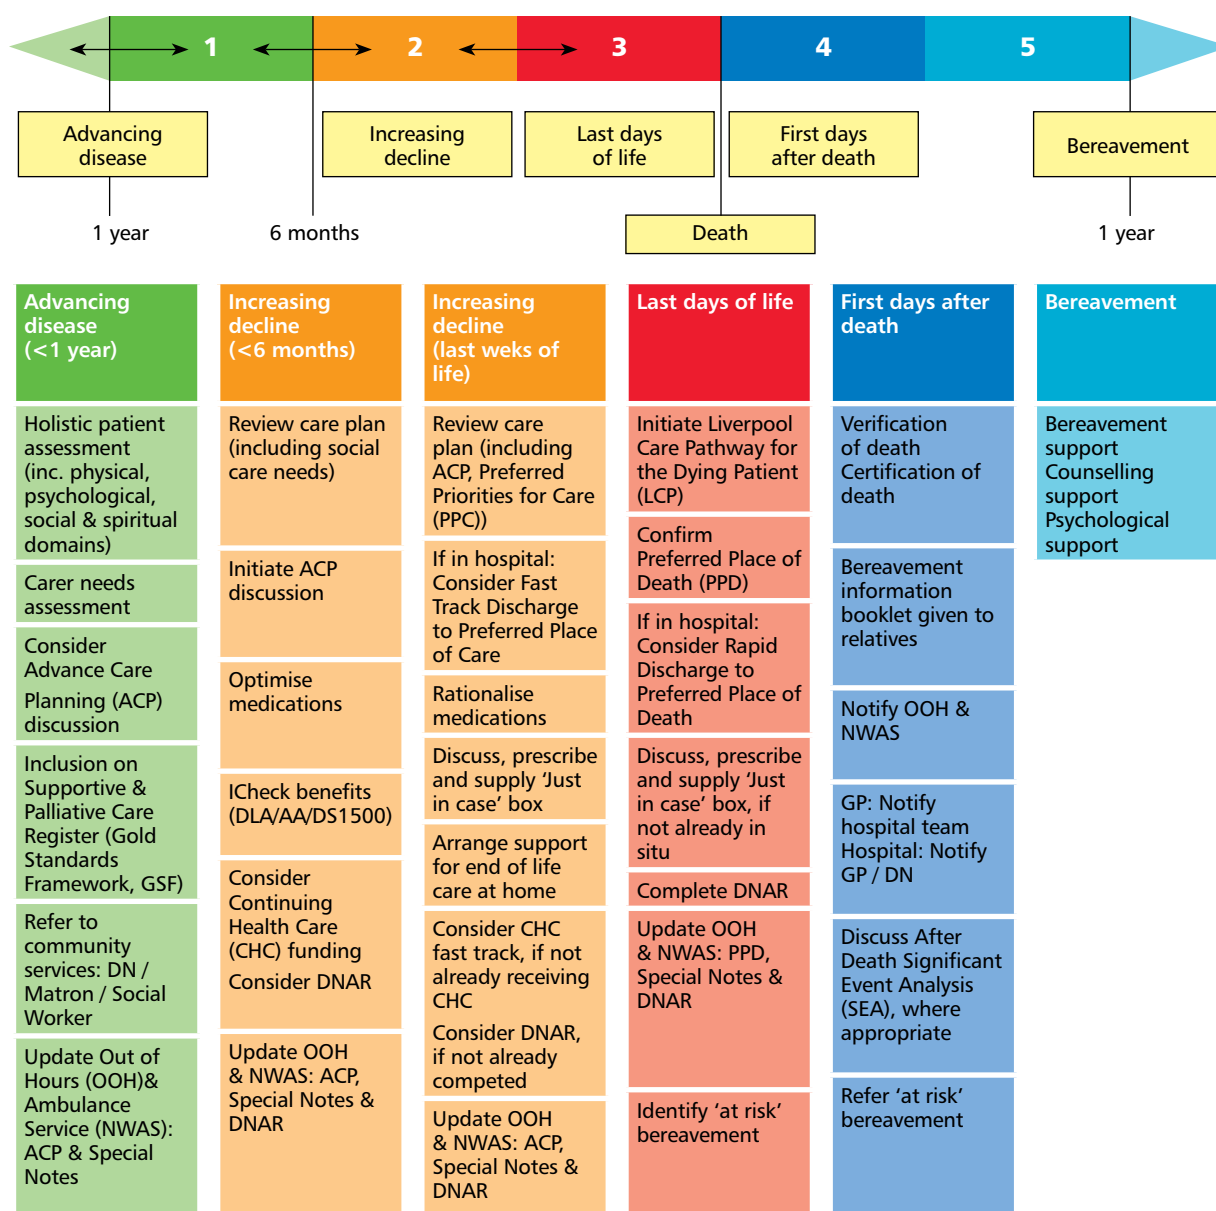 1
2
3
4
5
Advancing
disease
Increasing
decline
Last days
of life
First days
after death
Bereavement
1 year
6 months
Death
1 year
Advancing
disease
(<1 year)
Holistic patient
assessment
(inc. physical,
psychological,
social & spiritual
domains)
Carer needs
assessment
Consider
Advance Care
Planning (ACP)
discussion
Inclusion on
Supportive &
Palliative Care
Register (Gold
Standards
Framework, GSF)
Refer to
community
services: DN /
Matron / Social
Worker
Update Out of
Hours (OOH)&
Ambulance
Service (NWAS):
ACP & Special
Notes
Increasing
decline
(<6 months)
Review care plan
(including social
care needs)
Initiate ACP
discussion
Optimise
medications
ICheck benefits
(DLA/AA/DS1500)
Consider
Continuing
Health Care
(CHC) funding
Consider DNAR
Update OOH
& NWAS: ACP,
Special Notes &
DNAR
Increasing
decline
(last weks of
life)
Review care
plan (including
ACP, Preferred
Priorities for Care
(PPC))
If in hospital:
Consider Fast
Track Discharge
to Preferred Place
of Care
Rationalise
medications
Discuss, prescribe
and supply ‘Just
in case’ box
Arrange support
for end of life
care at home
Consider CHC
fast track, if not
already receiving
CHC
Consider DNAR,
if not already
competed
Update OOH
& NWAS: ACP,
Special Notes &
DNAR
Last days of life
Initiate Liverpool
Care Pathway for
the Dying Patient
(LCP)
Confirm
Preferred Place of
Death (PPD)
If in hospital:
Consider Rapid
Discharge to
Preferred Place of
Death
Discuss, prescribe
and supply ‘Just
in case’ box, if
not already in
situ
Complete DNAR
Update OOH
& NWAS: PPD,
Special Notes &
DNAR
Identify ‘at risk’
bereavement
First days after
death
Verification
of death
Certification of
death
Bereavement
information
booklet given to
relatives
Notify OOH &
NWAS
GP: Notify
hospital team
Hospital: Notify
GP / DN
Discuss After
Death Significant
Event Analysis
(SEA), where
appropriate
Refer ‘at risk’
bereavement
Bereavement
Bereavement
support
Counselling
support
Psychological
support